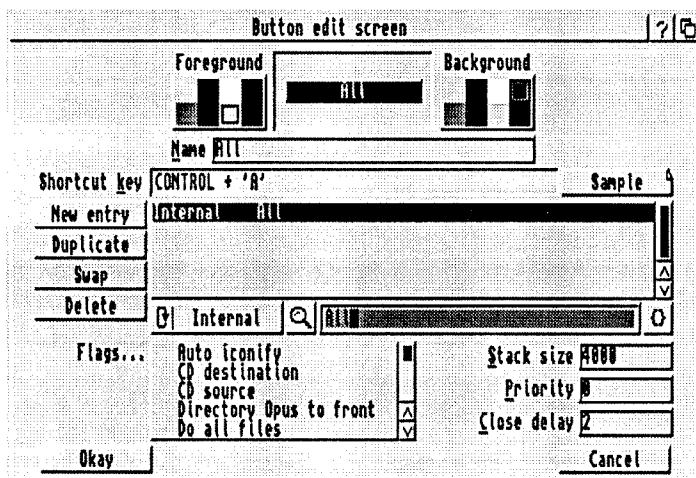 Button edit screen ?
Foreground Background
All
Name All
Shortcut key CONTROL + 'A' Sample
New entry Internal All
Duplicate
Swap
Delete
Internal All {}
Flags... Auto iconify Stack size 4000
CD destination
CD source Priority 0
Directory Opus to front
Do all files Close delay 2
Okay Cancel